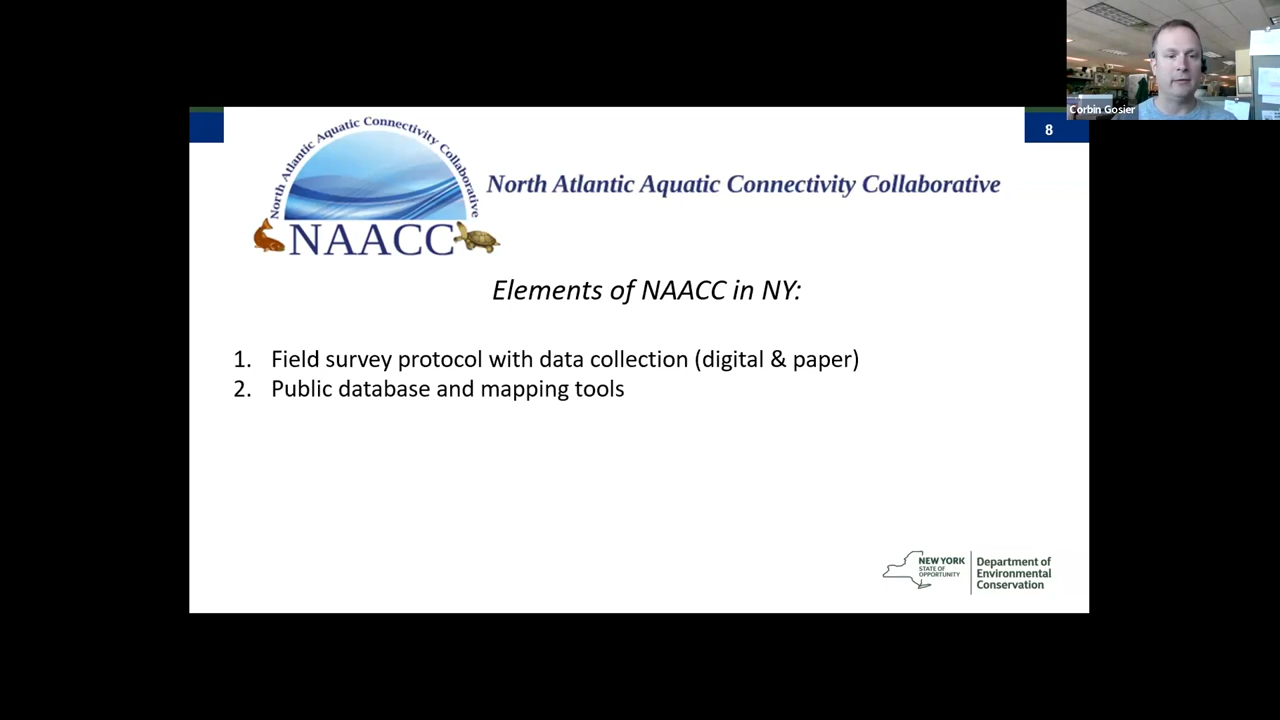 Corbin Gosier
8
North Atlantic Aquatic Connectivity Collaborative
NAACC
North Atlantic Aquatic Connectivity Collaborative
Elements of NAACC in NY:
1. Field survey protocol with data collection (digital & paper)
2. Public database and mapping tools
NEW YORK
STATE OF
OPPORTUNITY
Department of
Environmental
Conservation